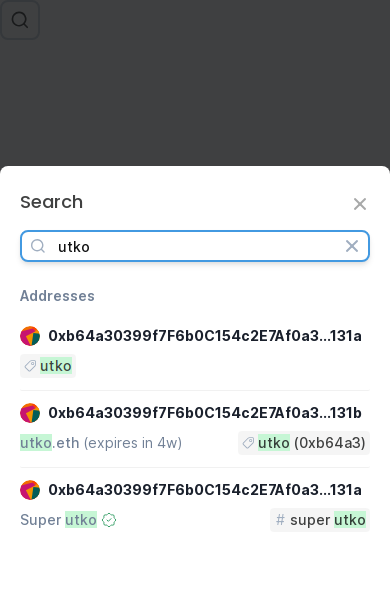 Search
utko
Addresses
0xb64a30399f7F6b0C154c2E7Af0a3...131a
utko
0xb64a30399f7F6b0C154c2E7Af0a3...131b
utko.eth (expires in 4w) utko (0xb64a3)
0xb64a30399f7F6b0C154c2E7Af0a3...131a
Super utko # super utko